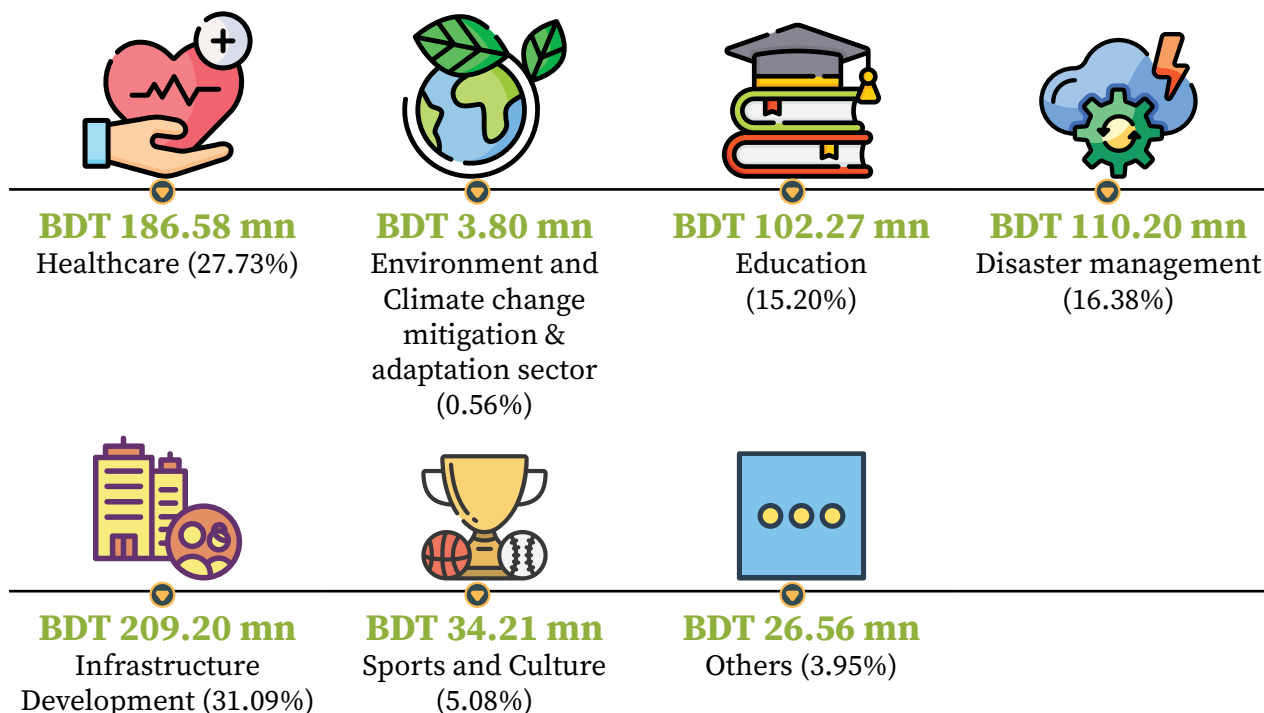 BDT 186.58 mn
Healthcare (27.73%)
BDT 3.80 mn
Environment and
Climate change
mitigation &
adaptation sector
(0.56%)
BDT 102.27 mn
Education
(15.20%)
BDT 110.20 mn
Disaster management
(16.38%)
BDT 209.20 mn
Infrastructure
Development (31.09%)
BDT 34.21 mn
Sports and Culture
(5.08%)
BDT 26.56 mn
Others (3.95%)